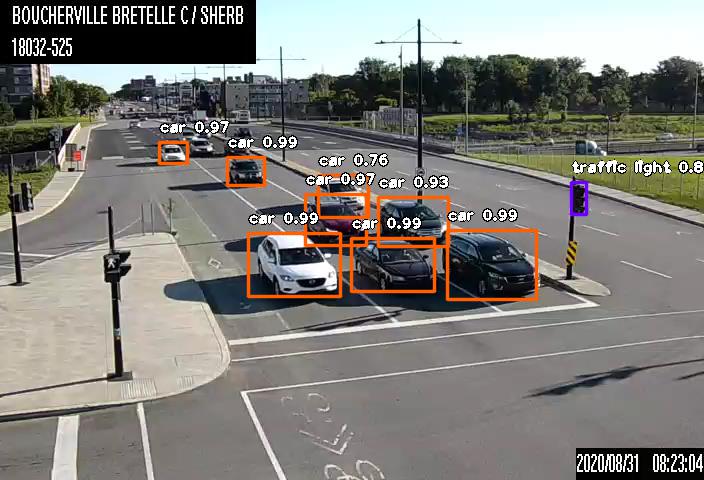 BOUCHERVILLE BRETELLE C / SHERB
18032-525
car 0.97
car 0.99
car 0.76
car 0.97
car 0.93
traffic light 0.8
car 0.99
car 0.99
car 0.99
2020/08/31 08:23:04